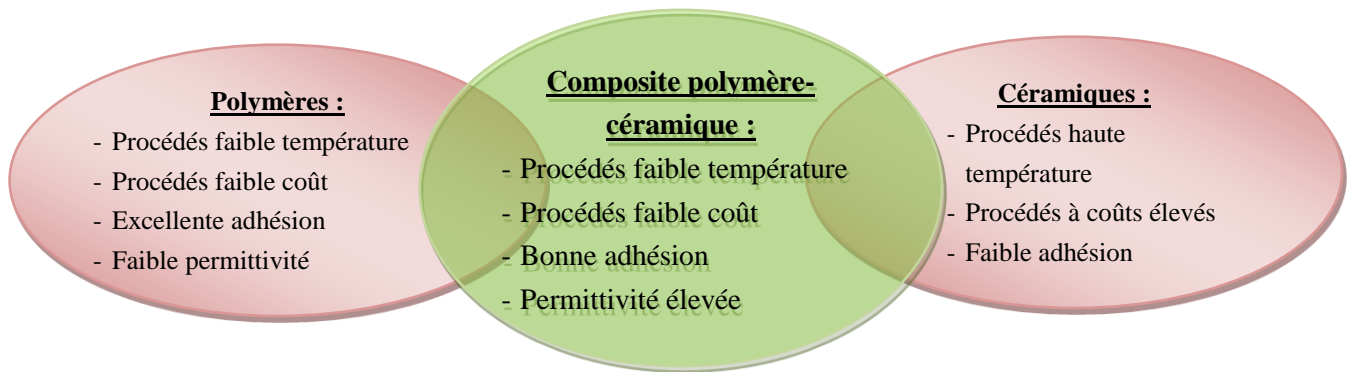 Polymères :
- Procédés faible température
- Procédés faible coût
- Excellente adhésion
- Faible permittivité
Composite polymère-
céramique :
- Procédés faible température
- Procédés faible coût
- Bonne adhésion
- Permittivité élevée
Céramiques :
- Procédés haute
température
- Procédés à coûts élevés
- Faible adhésion